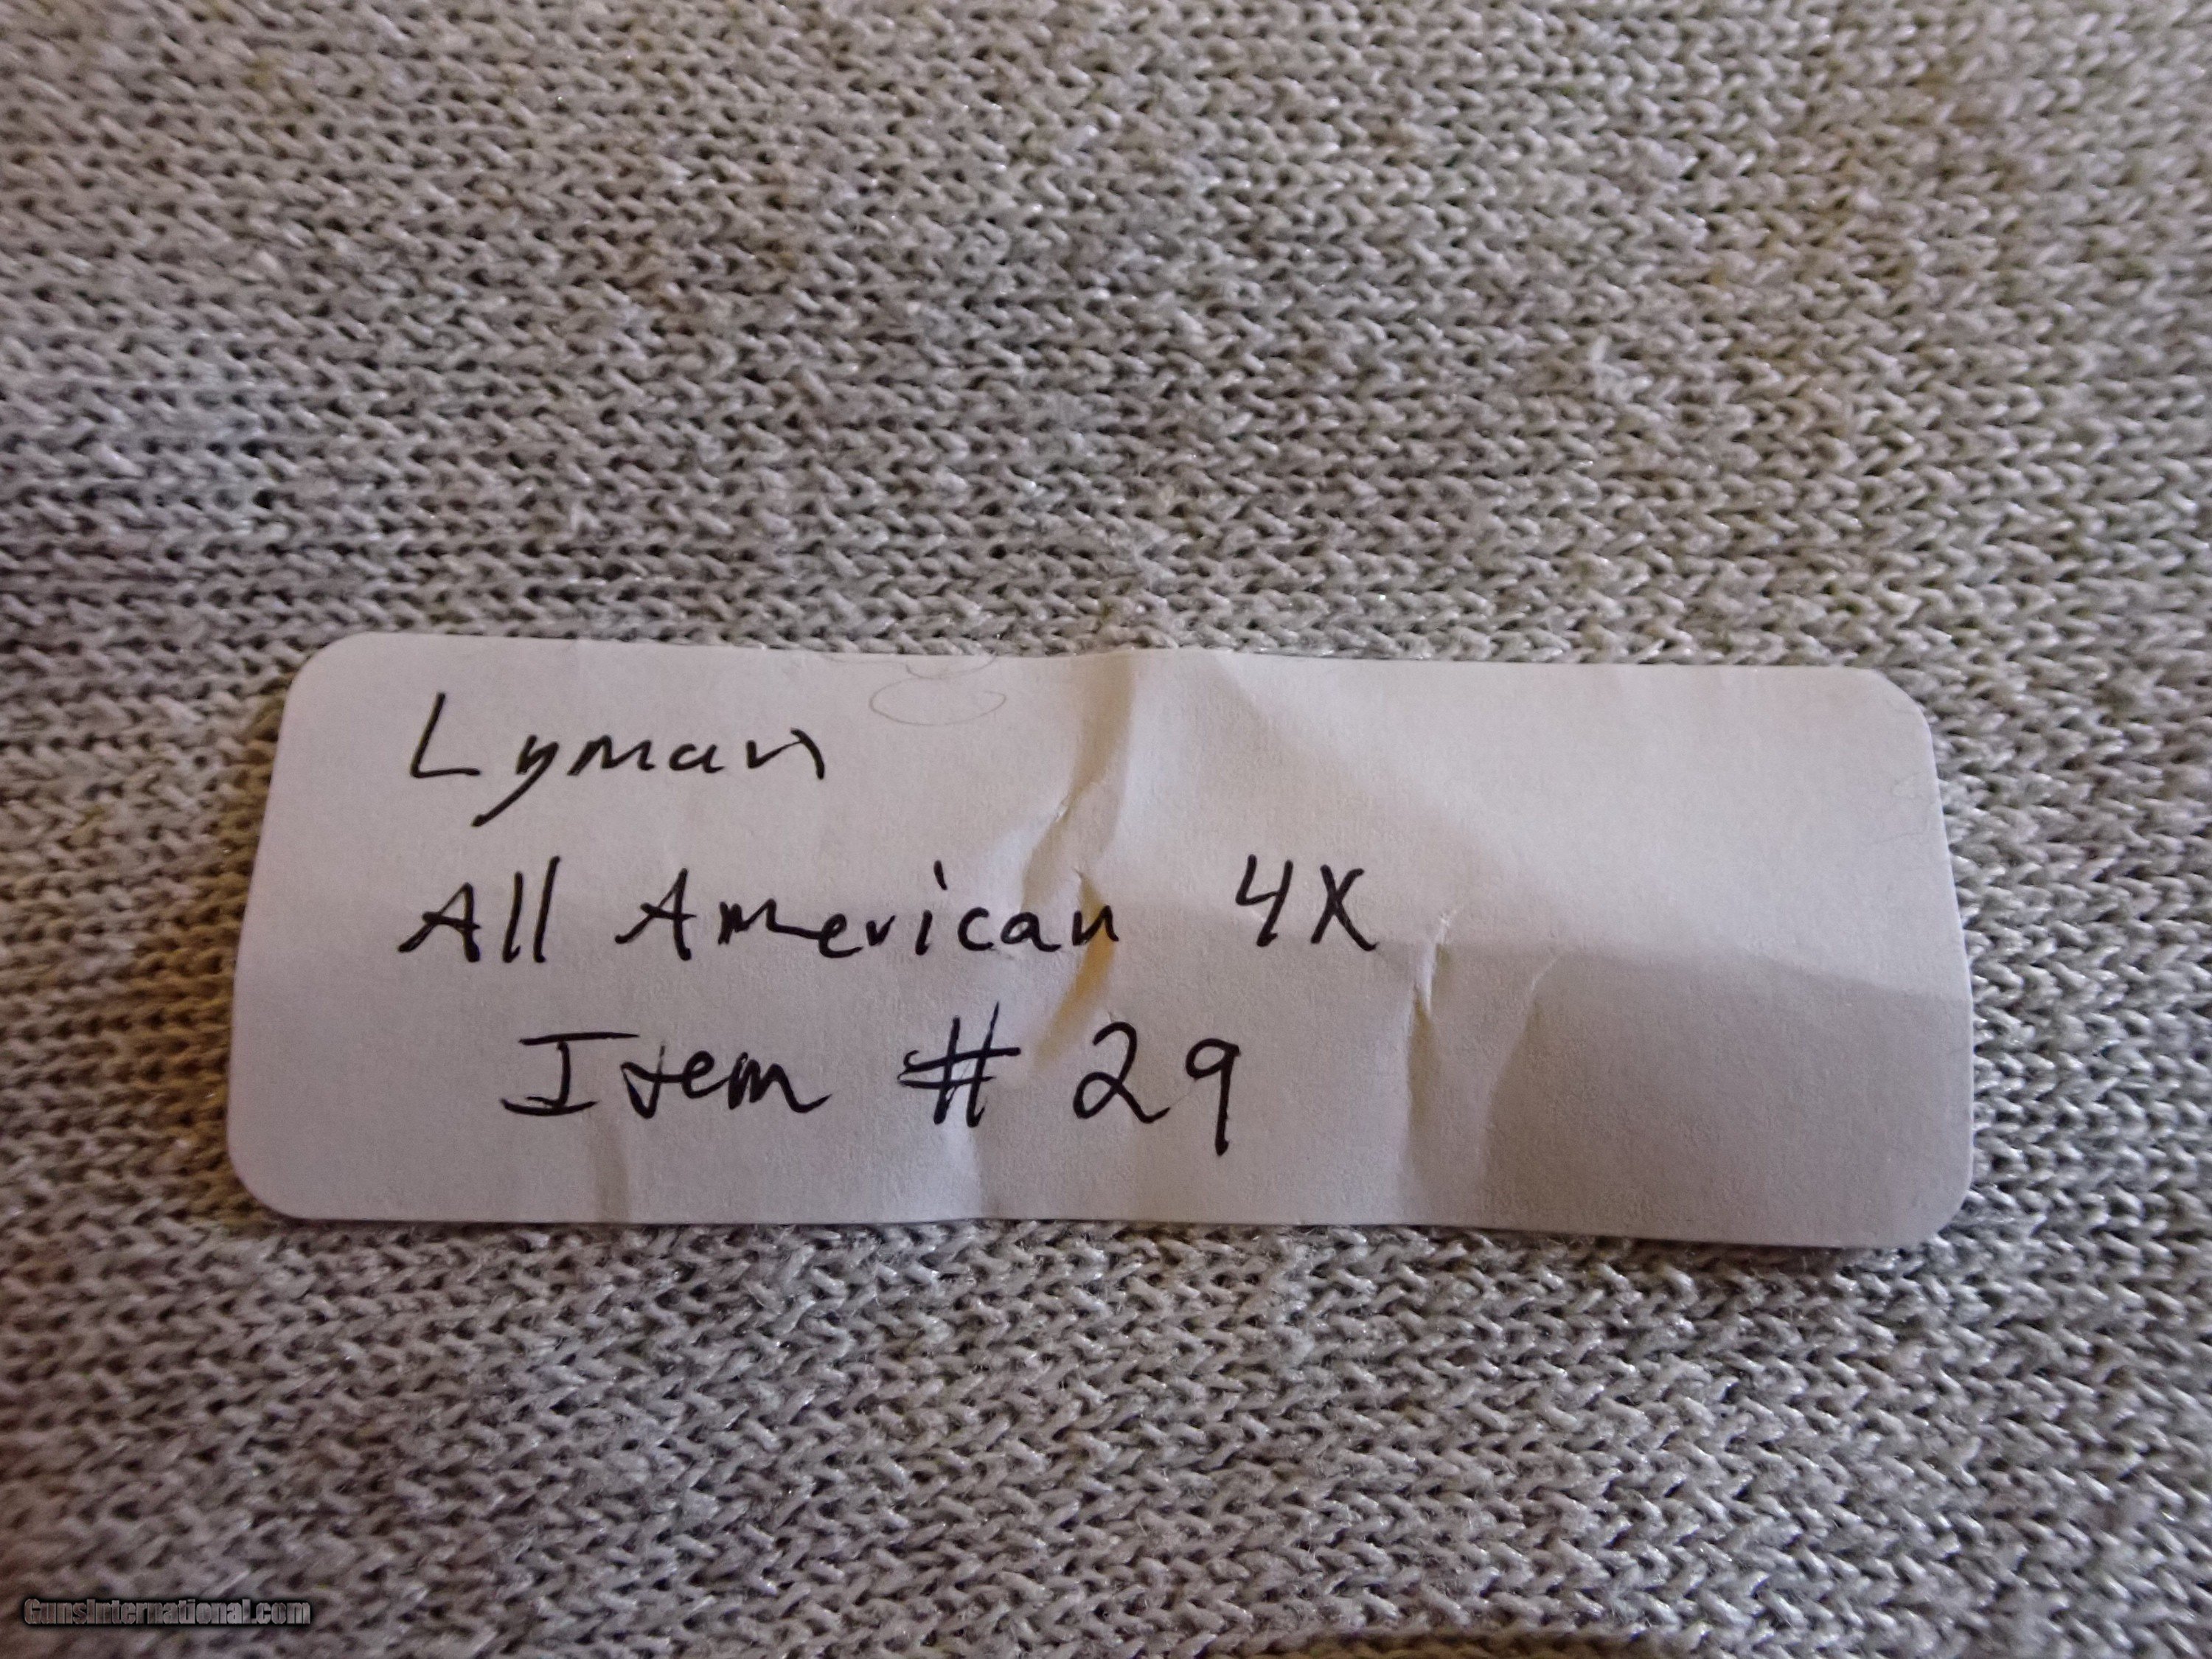 Lyman
All American 4X
Item # 29
GunsInternational.com